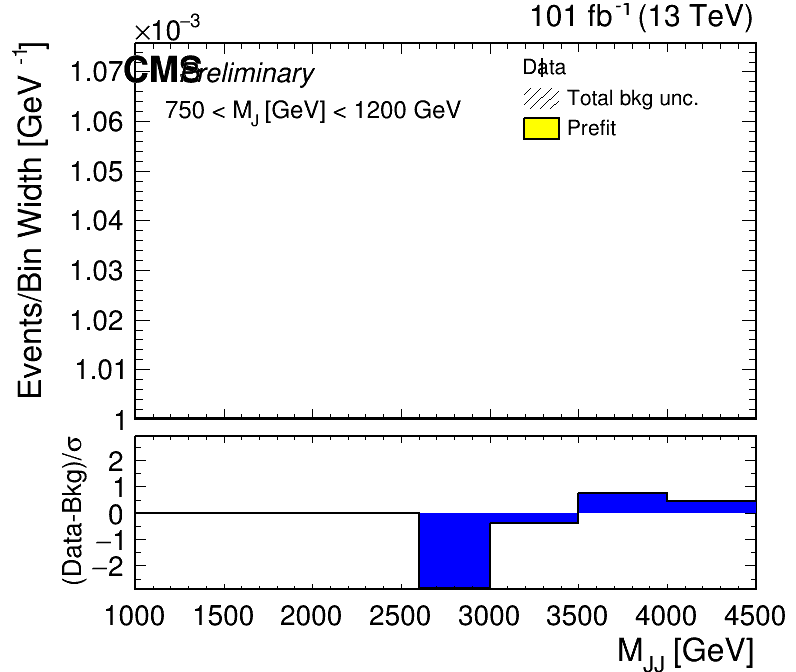 ×10⁻³
101 fb⁻¹ (13 TeV)
Events/Bin Width [GeV⁻¹]
1.07
1.06
1.05
1.04
1.03
1.02
1.01
1
CMS Preliminary
750 < M_J [GeV] < 1200 GeV
Data
Total bkg unc.
Prefit
(Data-Bkg)/σ
2
1
0
−1
−2
1000 1500 2000 2500 3000 3500 4000 4500
M_JJ [GeV]